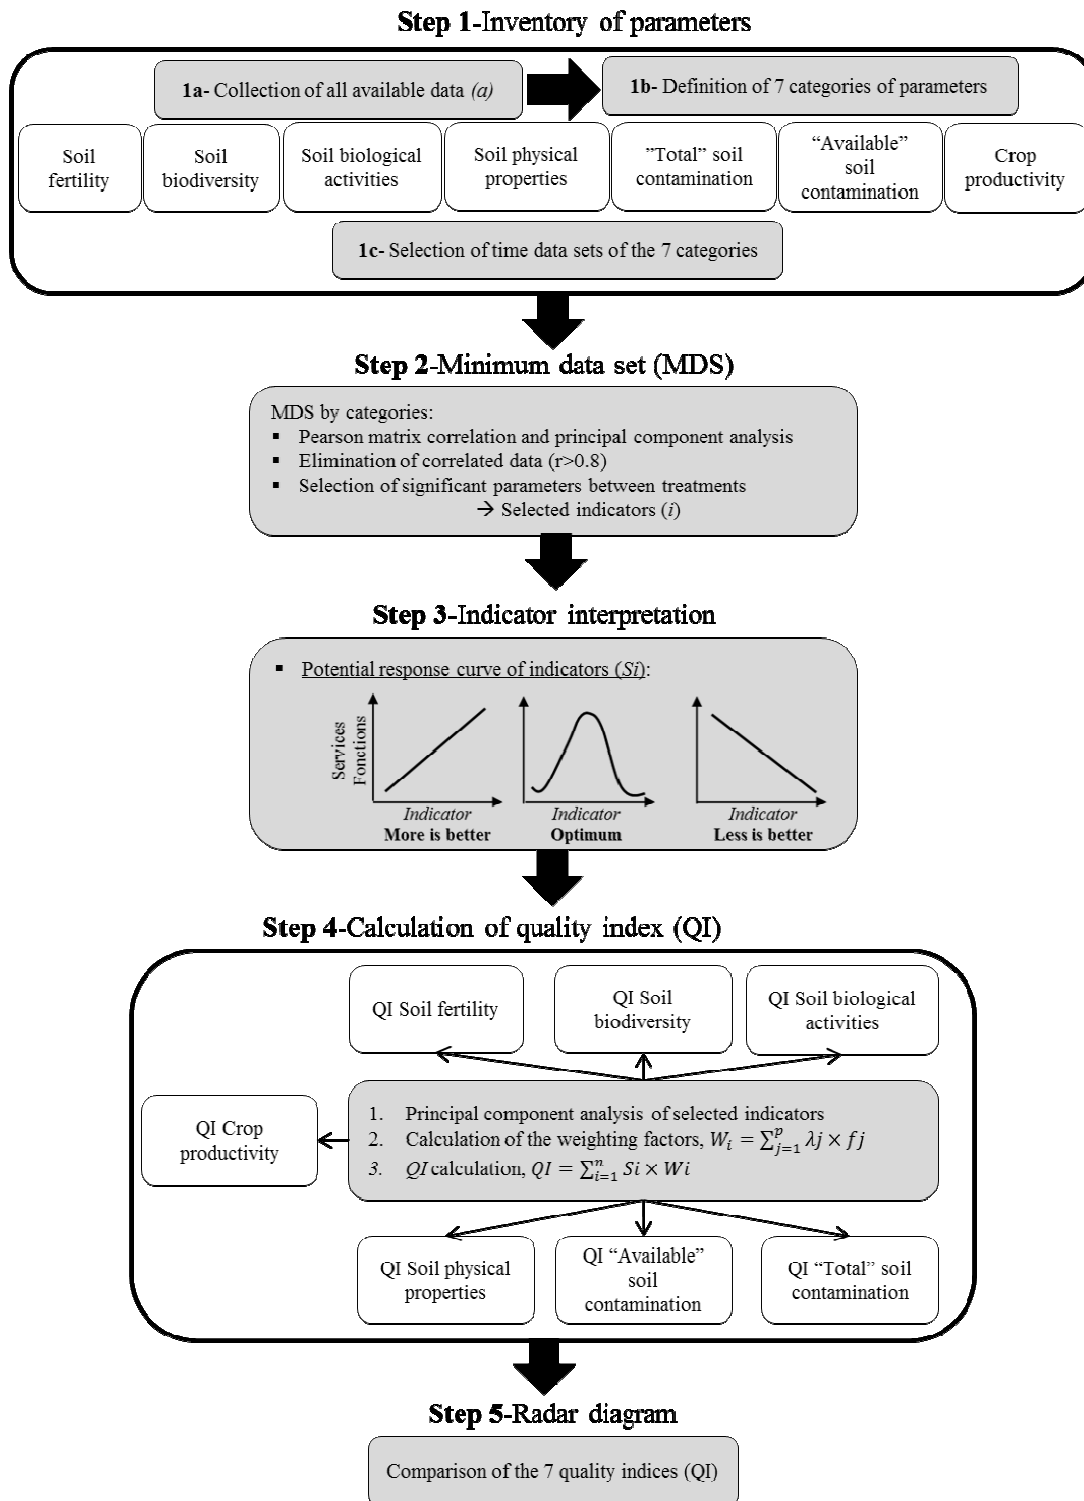 Step 1-Inventory of parameters
1a- Collection of all available data (a)
1b- Definition of 7 categories of parameters
Soil
fertility
Soil
biodiversity
Soil biological
activities
Soil physical
properties
”Total” soil
contamination
“Available”
soil
contamination
Crop
productivity
1c- Selection of time data sets of the 7 categories
Step 2-Minimum data set (MDS)
MDS by categories:
▪ Pearson matrix correlation and principal component analysis
▪ Elimination of correlated data (r>0.8)
▪ Selection of significant parameters between treatments
→ Selected indicators (i)
Step 3-Indicator interpretation
▪ Potential response curve of indicators (Si):
Services
Fonctions
Indicator
More is better
Indicator
Optimum
Indicator
Less is better
Step 4-Calculation of quality index (QI)
QI Soil fertility
QI Soil
biodiversity
QI Soil biological
activities
QI Crop
productivity
1. Principal component analysis of selected indicators
2. Calculation of the weighting factors, $W_i = \sum_{j=1}^{p} \lambda j \times fj$
3. QI calculation, $QI = \sum_{i=1}^{n} Si \times Wi$
QI Soil physical
properties
QI “Available”
soil
contamination
QI “Total” soil
contamination
Step 5-Radar diagram
Comparison of the 7 quality indices (QI)